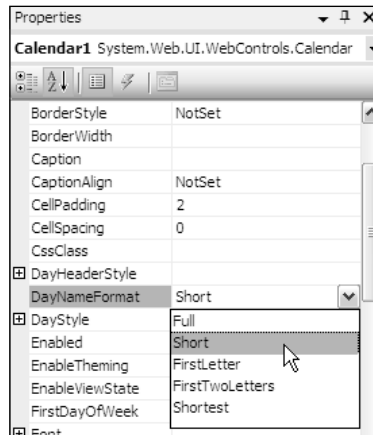 Properties
Calendar1 System.Web.UI.WebControls.Calendar
BorderStyle NotSet
BorderWidth
Caption
CaptionAlign NotSet
CellPadding 2
CellSpacing 0
CssClass
DayHeaderStyle
DayNameFormat Short
DayStyle Full
Enabled Short
EnableTheming FirstLetter
EnableViewState FirstTwoLetters
FirstDayOfWeek Shortest
Font